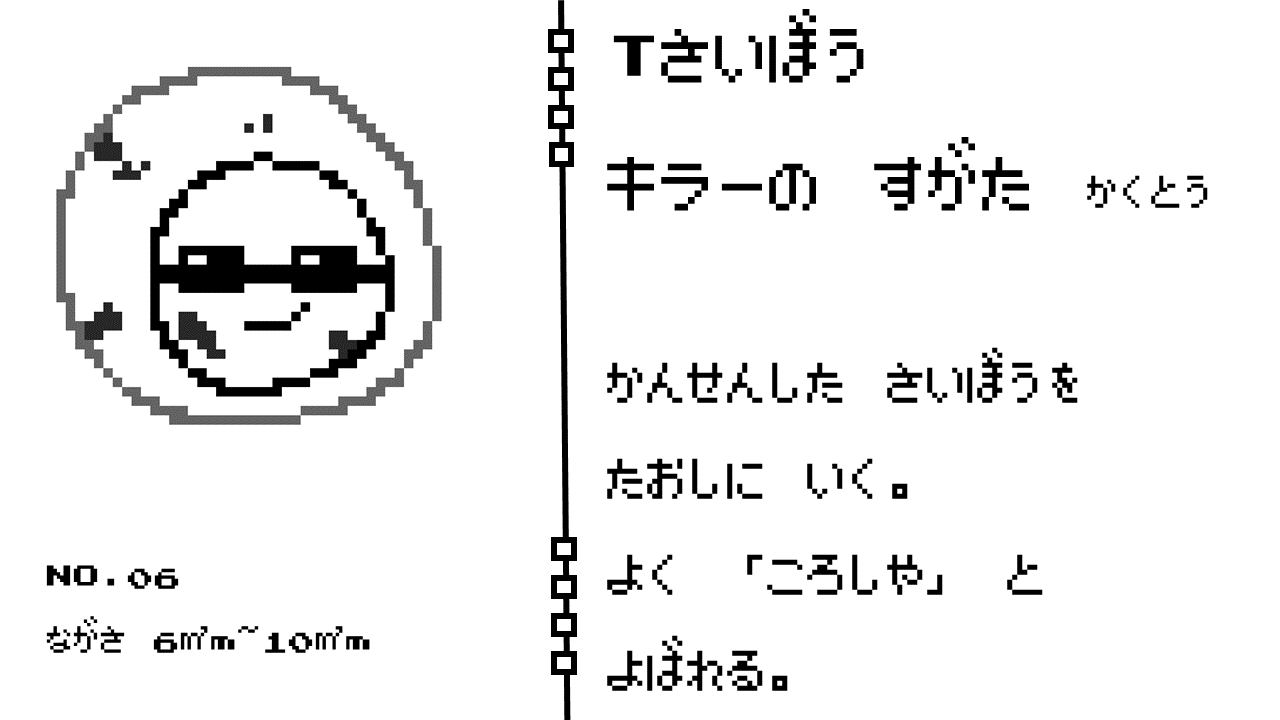 Tさいぼう
キラーの　すがた　かくとう
かんせんした　さいぼうを
たおしに　いく。
よく　「ころしや」　と
よばれる。
NO.06
ながさ 6m'm~10m'm